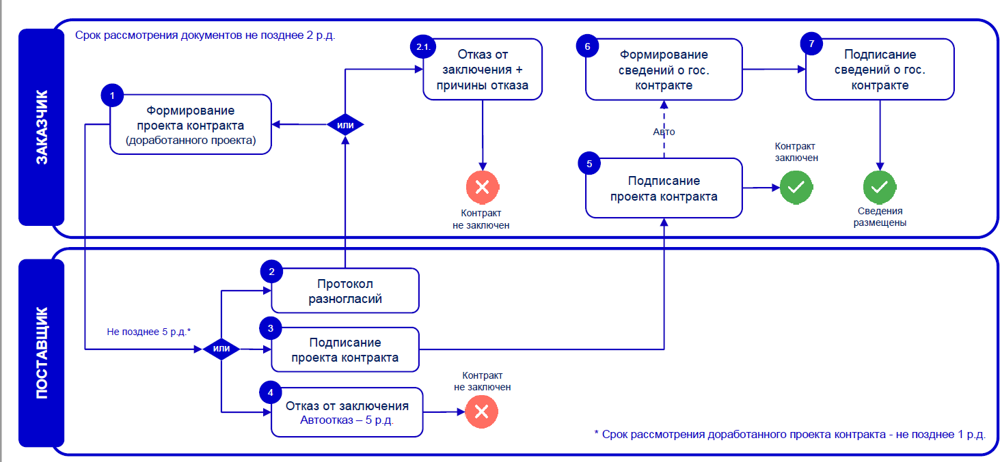 ЗАКАЗЧИК
Срок рассмотрения документов не позднее 2 р.д.
1
Формирование
проекта контракта
(доработанного проекта)
ИЛИ
2.1.
Отказ от
заключения +
причины отказа
Контракт
не заключен
6
Формирование
сведений о гос.
контракте
7
Подписание
сведений о гос.
контракте
Авто
5
Подписание
проекта контракта
Контракт
заключен
Сведения
размещены
ПОСТАВЩИК
Не позднее 5 р.д.*
ИЛИ
2
Протокол
разногласий
3
Подписание
проекта контракта
4
Отказ от заключения
Автоотказ – 5 р.д.
Контракт
не заключен
* Срок рассмотрения доработанного проекта контракта - не позднее 1 р.д.